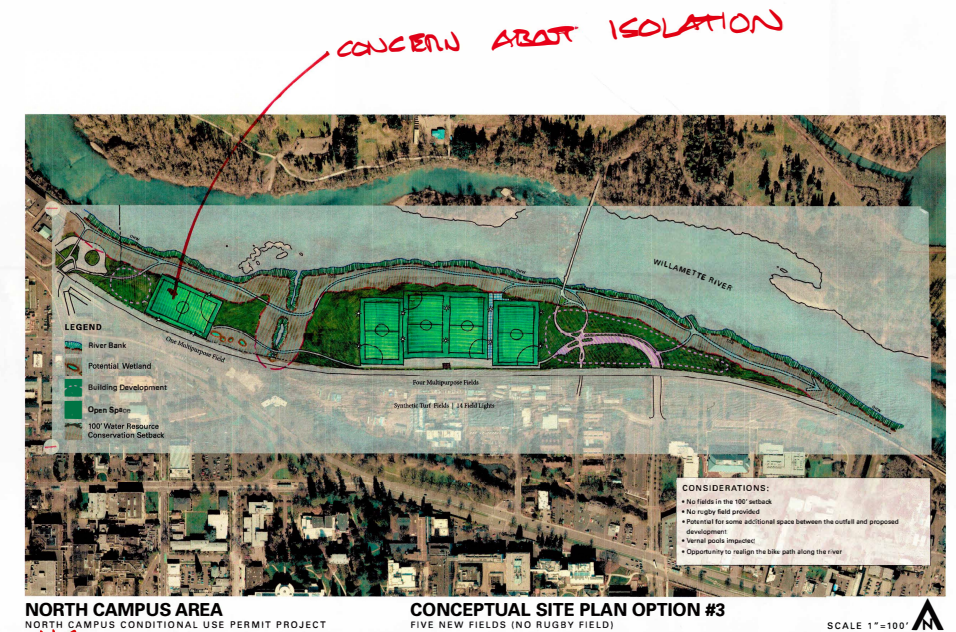 CONCERN ABOUT ISOLATION
WILLAMETTE RIVER
LEGEND
River Bank
Potential Wetland
Building Development
Open Space
100' Water Resource
Conservation Setback
One Multipurpose Field
Four Multipurpose Fields
Synthetic Turf Fields | 14 Field Lights
CONSIDERATIONS:
• No fields in the 100' setback
• No rugby field provided
• Potential for some additional space between the outfall and proposed
development
• Vernal pools impacted
• Opportunity to realign the bike path along the river
NORTH CAMPUS AREA
NORTH CAMPUS CONDITIONAL USE PERMIT PROJECT
CONCEPTUAL SITE PLAN OPTION #3
FIVE NEW FIELDS (NO RUGBY FIELD)
SCALE 1"=100'
N